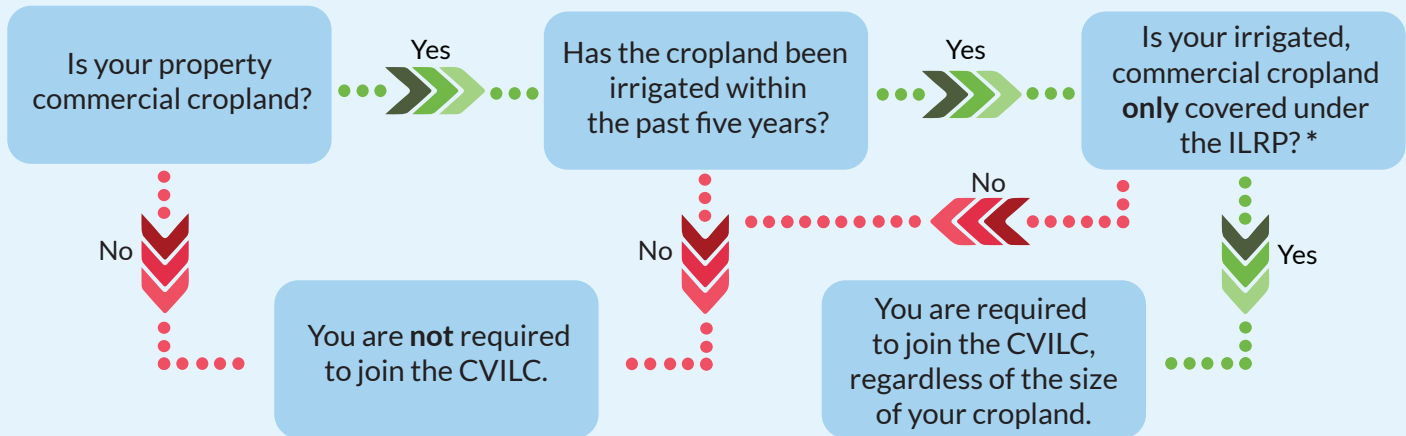 Is your property
commercial cropland?
Yes
Has the cropland been
irrigated within
the past five years?
Yes
Is your irrigated,
commercial cropland
only covered under
the ILRP? *
No
No
No
Yes
You are not required
to join the CVILC.
You are required
to join the CVILC,
regardless of the size
of your cropland.